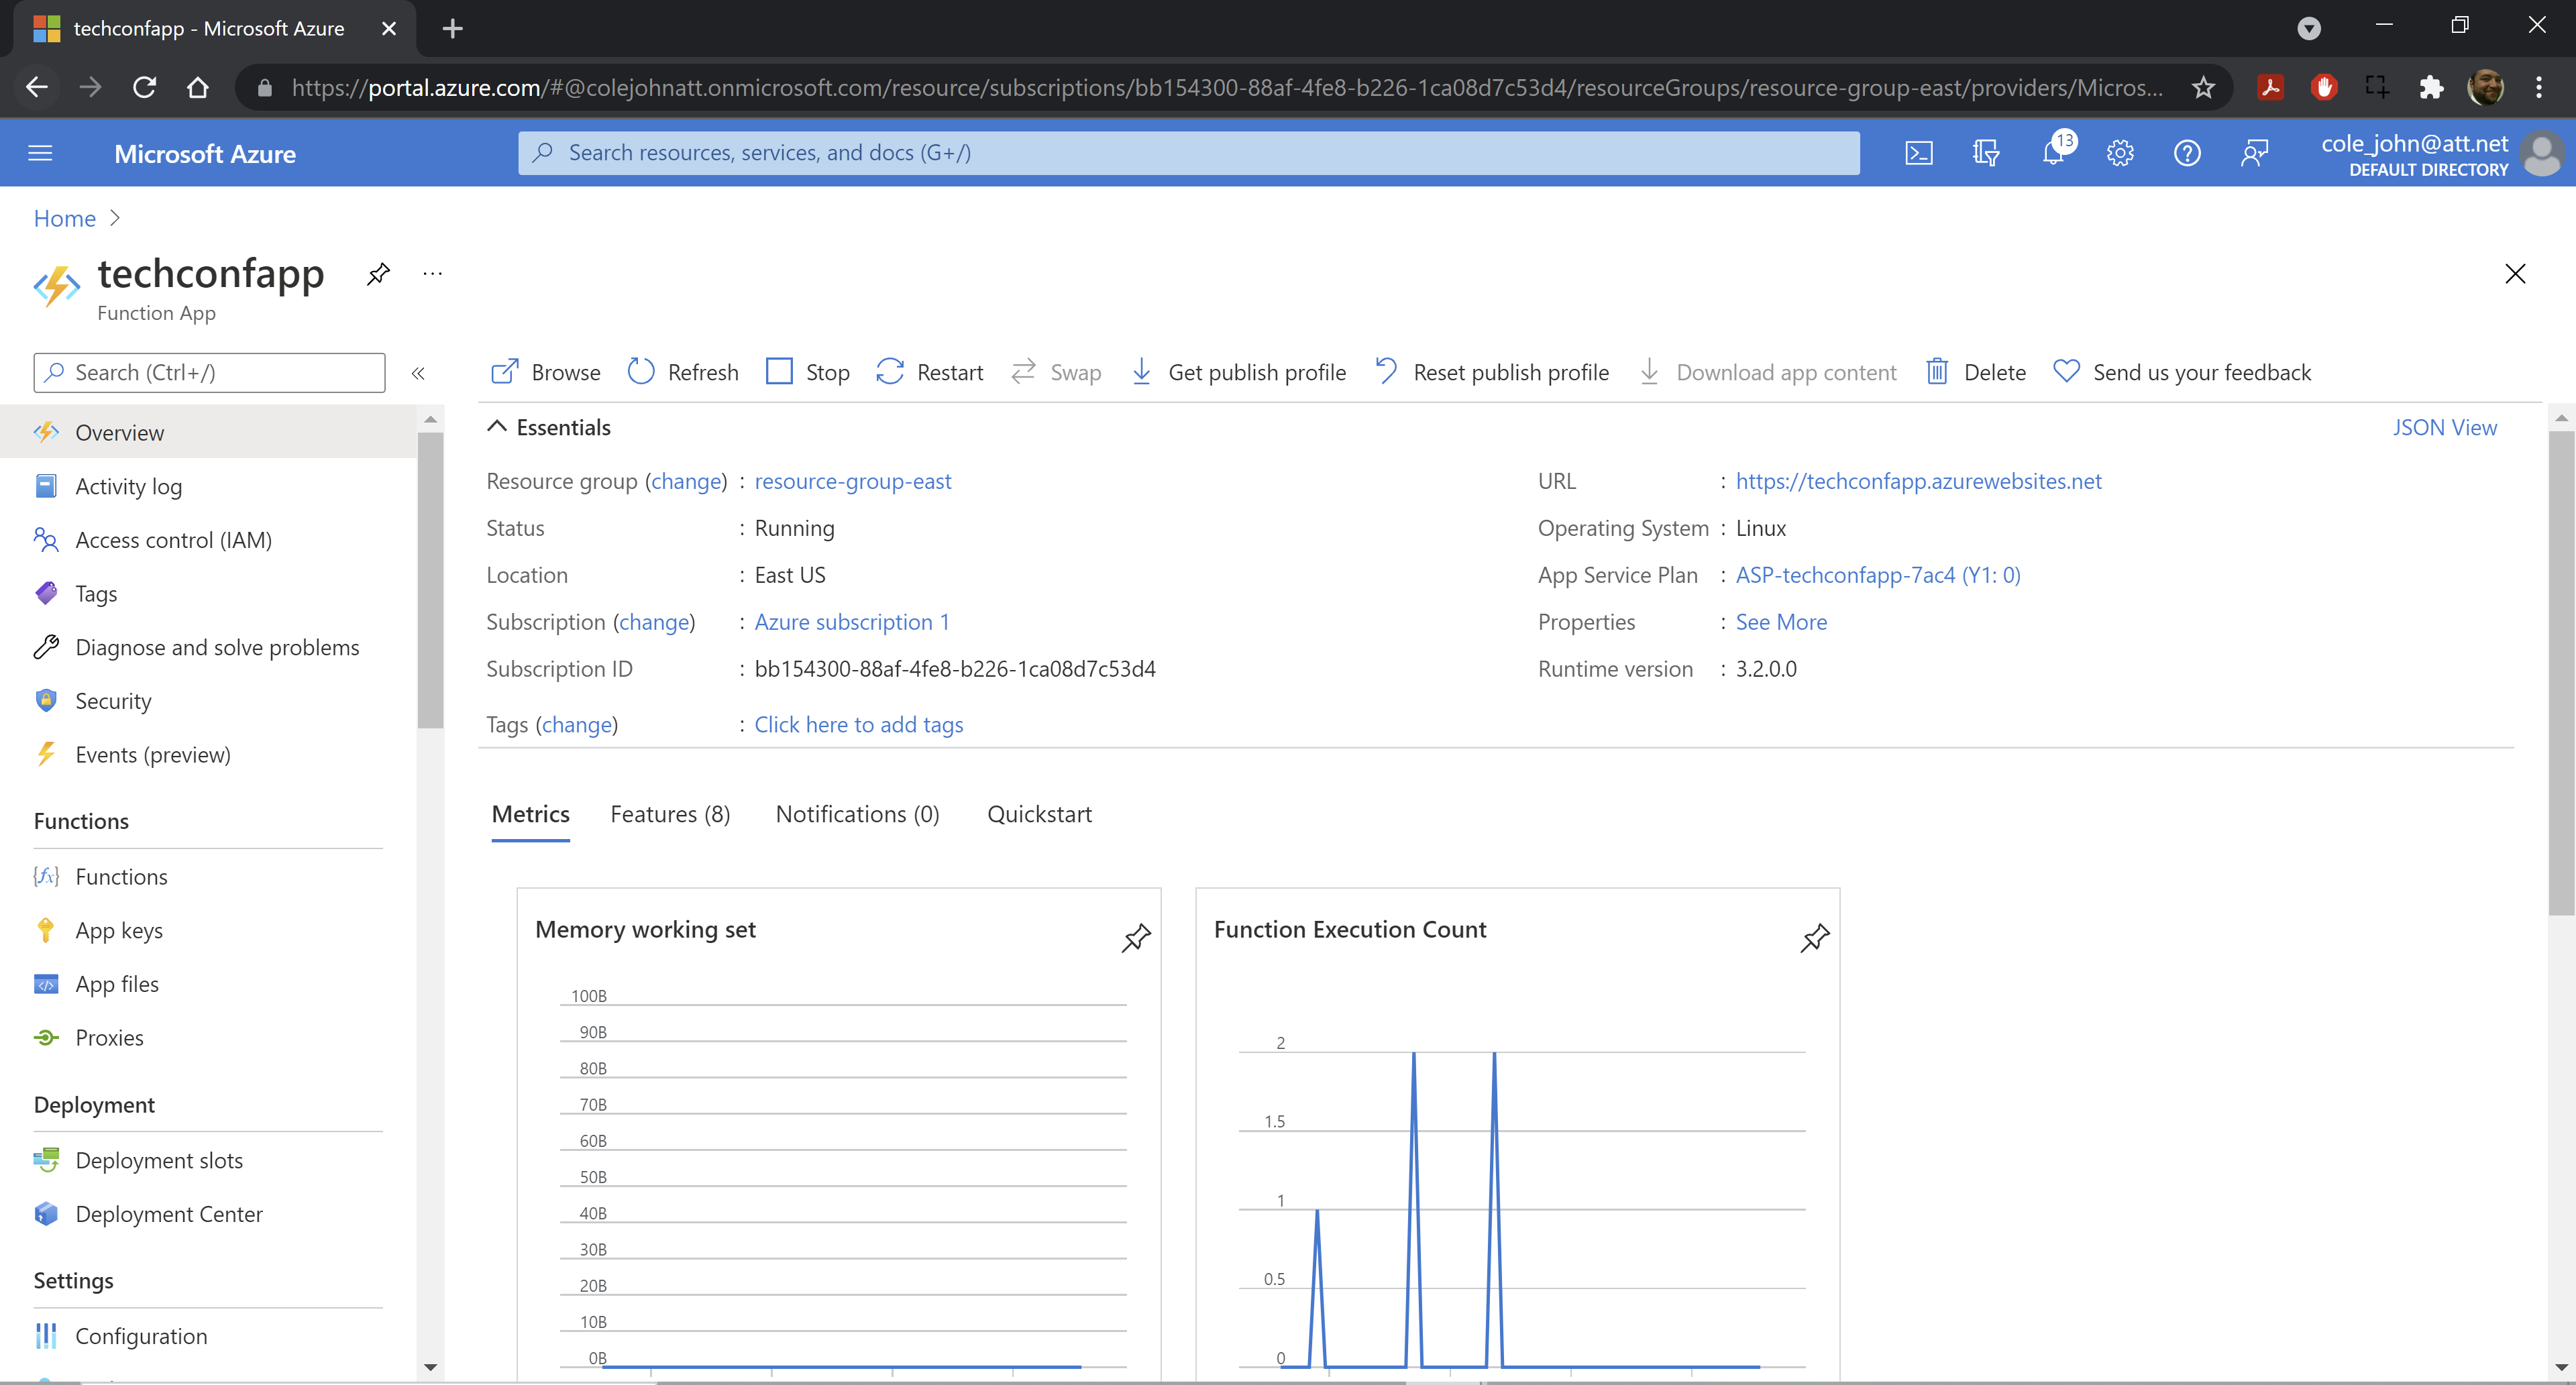 techconfapp - Microsoft Azure
https://portal.azure.com/#@colejohnatt.onmicrosoft.com/resource/subscriptions/bb154300-88af-4fe8-b226-1ca08d7c53d4/resourceGroups/resource-group-east/providers/Micros...
Microsoft Azure
Search resources, services, and docs (G+/)
13
cole_john@att.net
DEFAULT DIRECTORY
Home
techconfapp
...
Function App
Search (Ctrl+/)
Browse Refresh Stop Restart Swap Get publish profile Reset publish profile Download app content Delete Send us your feedback
Overview
Activity log
Access control (IAM)
Tags
Diagnose and solve problems
Security
Events (preview)
Functions
Functions
App keys
App files
Proxies
Deployment
Deployment slots
Deployment Center
Settings
Configuration
Essentials
JSON View
Resource group (change) : resource-group-east
Status : Running
Location : East US
Subscription (change) : Azure subscription 1
Subscription ID : bb154300-88af-4fe8-b226-1ca08d7c53d4
Tags (change) : Click here to add tags
URL : https://techconfapp.azurewebsites.net
Operating System : Linux
App Service Plan : ASP-techconfapp-7ac4 (Y1: 0)
Properties : See More
Runtime version : 3.2.0.0
Metrics Features (8) Notifications (0) Quickstart
Memory working set
100B
90B
80B
70B
60B
50B
40B
30B
20B
10B
0B
Function Execution Count
2
1.5
1
0.5
0